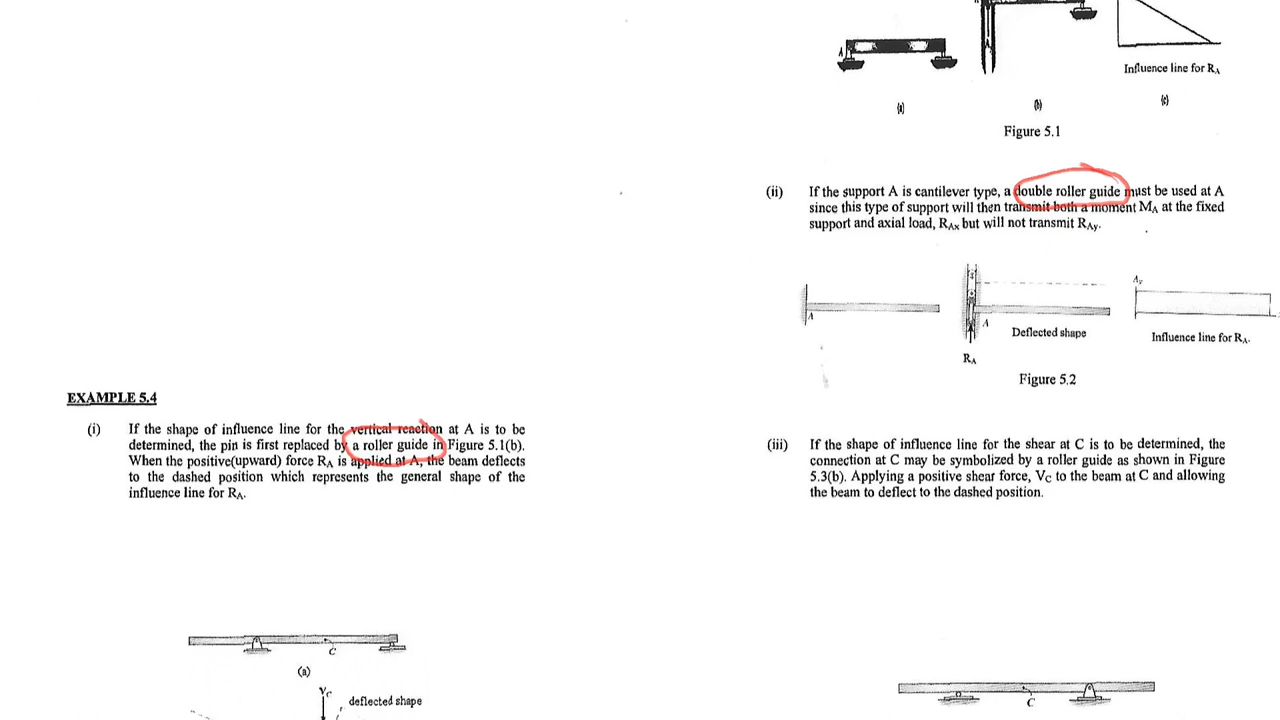 EXAMPLE 5.4
(i) If the shape of influence line for the vertical reaction at A is to be
determined, the pin is first replaced by a roller guide in Figure 5.1(b).
When the positive(upward) force RA is applied at A, the beam deflects
to the dashed position which represents the general shape of the
influence line for RA.
C
(a)
VC
deflected shape
A
Influence line for RA
(a)
(b)
(c)
Figure 5.1
(ii) If the support A is cantilever type, a double roller guide must be used at A
since this type of support will then transmit both a moment MA at the fixed
support and axial load, RAx but will not transmit RAy.
A
A
RA
Deflected shape
Ay
Influence line for RA.
Figure 5.2
(iii) If the shape of influence line for the shear at C is to be determined, the
connection at C may be symbolized by a roller guide as shown in Figure
5.3(b). Applying a positive shear force, VC to the beam at C and allowing
the beam to deflect to the dashed position.
C